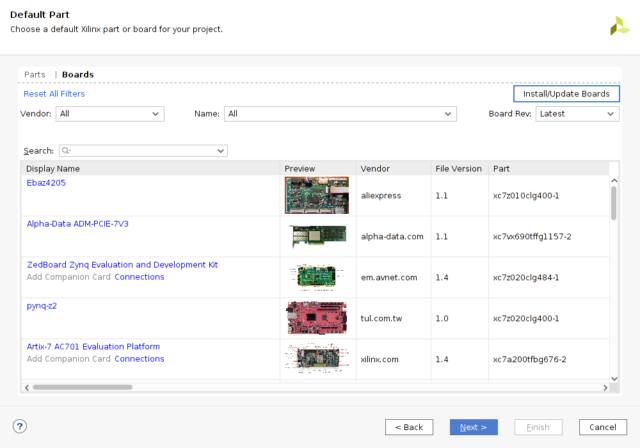 Default Part
Choose a default Xilinx part or board for your project.
Parts | Boards
Reset All Filters
Install/Update Boards
Vendor: All
Name: All
Board Rev: Latest
Search:
Display Name Preview Vendor File Version Part
Ebaz4205 aliexpress 1.1 xc7z010clg400-1
Alpha-Data ADM-PCIE-7V3 alpha-data.com 1.1 xc7vx690tffg1157-2
ZedBoard Zynq Evaluation and Development Kit
Add Companion Card Connections em.avnet.com 1.4 xc7z020clg484-1
pynq-z2 tul.com.tw 1.0 xc7z020clg400-1
Artix-7 AC701 Evaluation Platform
Add Companion Card Connections xilinx.com 1.4 xc7a200tfbg676-2
? < Back Next > Finish Cancel